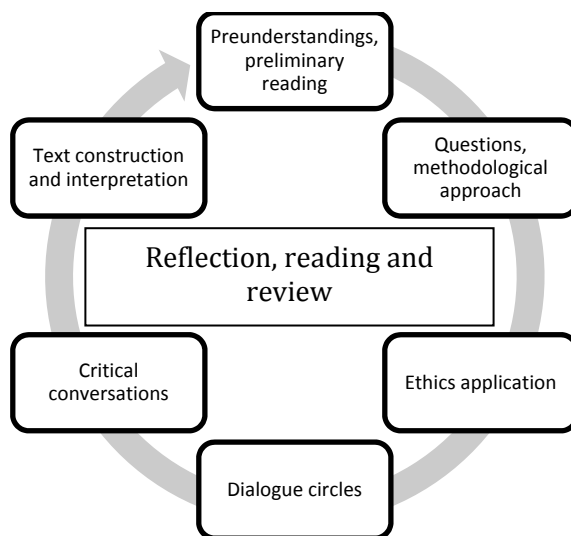 Preunderstandings,
preliminary
reading
Questions,
methodological
approach
Ethics application
Dialogue circles
Critical
conversations
Text construction
and interpretation
Reflection, reading and
review